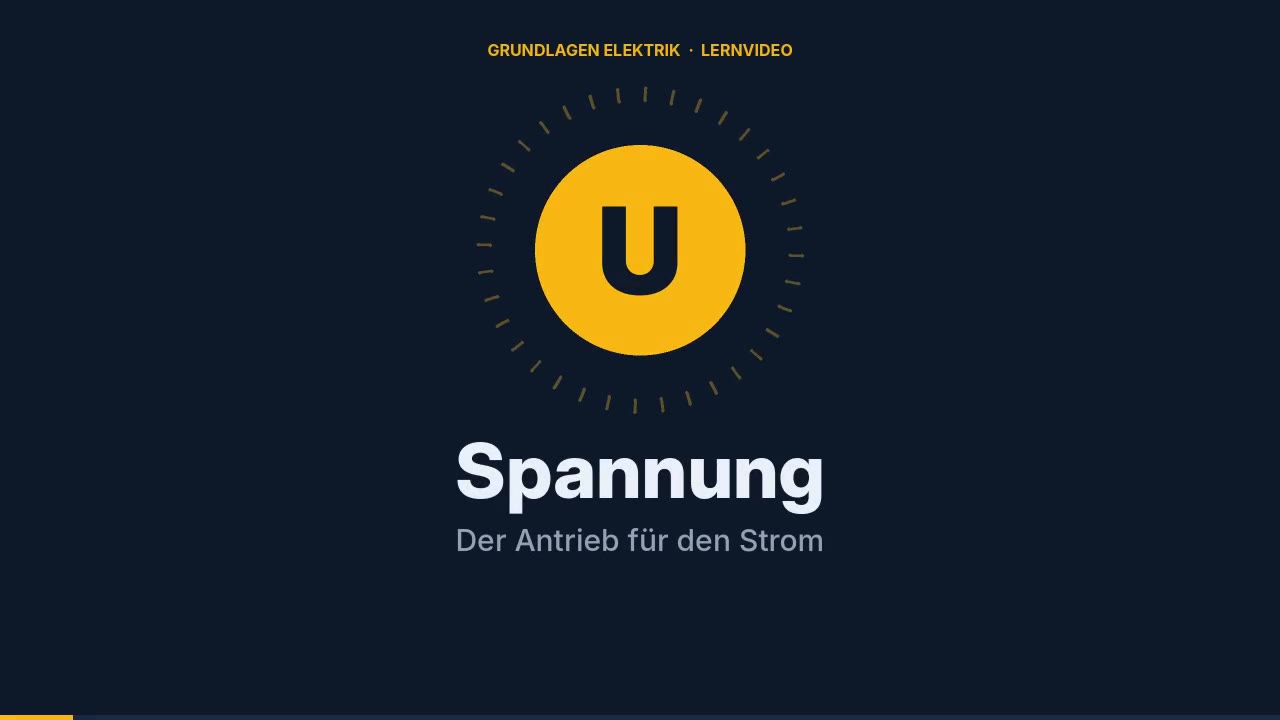 GRUNDLAGEN ELEKTRIK · LERNVIDEO
U
Spannung
Der Antrieb für den Strom